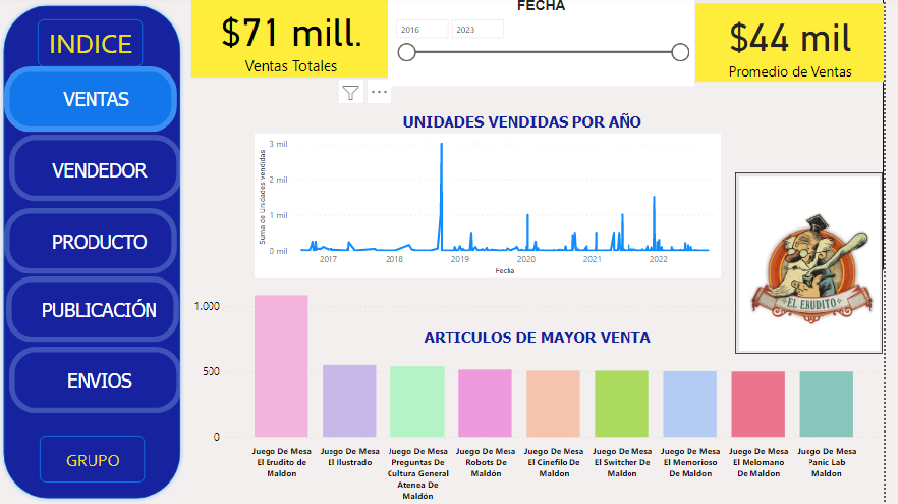 INDICE
VENTAS
VENDEDOR
PRODUCTO
PUBLICACIÓN
ENVIOS
GRUPO
$71 mill.
Ventas Totales
FECHA
2016
2023
$44 mil
Promedio de Ventas
UNIDADES VENDIDAS POR AÑO
Suma de Unidades vendidas
3 mil
2 mil
1 mil
0 mil
2017 2018 2019 2020 2021 2022
Fecha
EL ERUDITO
ARTICULOS DE MAYOR VENTA
1.000
500
0
Juego De Mesa
El Erudito de
Maldon
Juego De Mesa
El Ilustradio
Juego De Mesa
Preguntas De
Cultura General
Atenea De
Maldón
Juego De Mesa
Robots De
Maldón
Juego De Mesa
El Cinefilo De
Maldon
Juego De Mesa
El Switcher De
Maldon
Juego De Mesa
El Memorioso
De Maldon
Juego De Mesa
El Melomano
De Maldon
Juego De Mesa
Panic Lab
Maldon